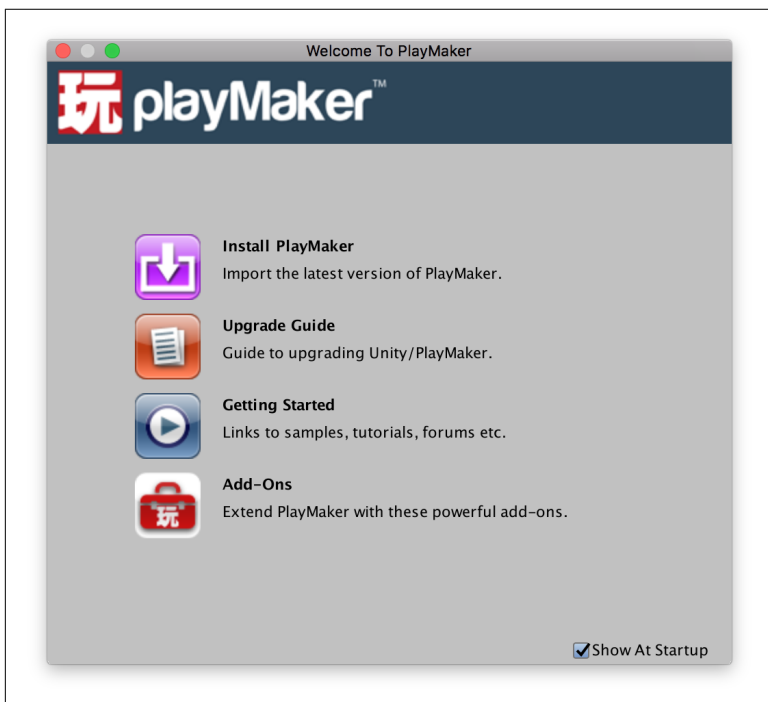 Welcome To PlayMaker
玩 playMaker™
Install PlayMaker
Import the latest version of PlayMaker.
Upgrade Guide
Guide to upgrading Unity/PlayMaker.
Getting Started
Links to samples, tutorials, forums etc.
Add-Ons
玩
Extend PlayMaker with these powerful add-ons.
Show At Startup